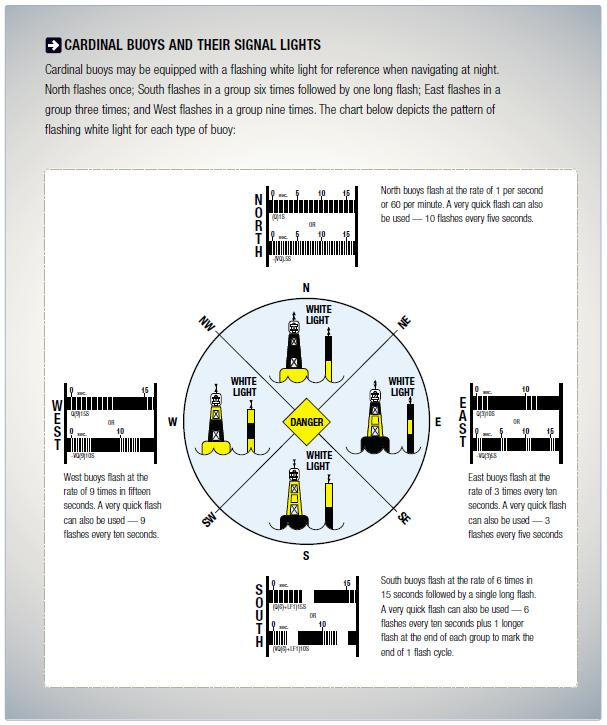 CARDINAL BUOYS AND THEIR SIGNAL LIGHTS
Cardinal buoys may be equipped with a flashing white light for reference when navigating at night.
North flashes once; South flashes in a group six times followed by one long flash; East flashes in a
group three times; and West flashes in a group nine times. The chart below depicts the pattern of
flashing white light for each type of buoy:
NORTH
0 sec. 5 10 15
(Q)1S
OR
0 sec. 5 10 15
North buoys flash at the rate of 1 per second
or 60 per minute. A very quick flash can also
be used — 10 flashes every five seconds.
N
NW
NE
WHITE
LIGHT
WHITE
LIGHT
WHITE
LIGHT
W
DANGER
E
WHITE
LIGHT
SW
SE
S
WEST
0 sec. 15
Q(9)15S
OR
0 sec. 10
VQ(9)10S
West buoys flash at the
rate of 9 times in fifteen
seconds. A very quick flash
can also be used — 9
flashes every ten seconds.
EAST
0 sec. 10
Q(3)10S
OR
0 sec. 5 10 15
East buoys flash at the
rate of 3 times every ten
seconds. A very quick flash
can also be used — 3
flashes every five seconds
SOUTH
0 sec. 15
(Q(6)+LF1)15S
OR
0 sec. 10
(VQ(6)+LF1)10S
South buoys flash at the rate of 6 times in
15 seconds followed by a single long flash.
A very quick flash can also be used — 6
flashes every ten seconds plus 1 longer
flash at the end of each group to mark the
end of 1 flash cycle.